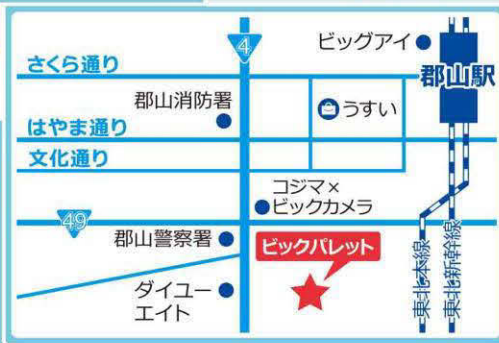 4
ビッグアイ
さくら通り
郡山駅
郡山消防署
うすい
はやま通り
文化通り
コジマ×
ビックカメラ
49
郡山警察署
ビックパレット
ダイユー
エイト
東北本線
東北新幹線